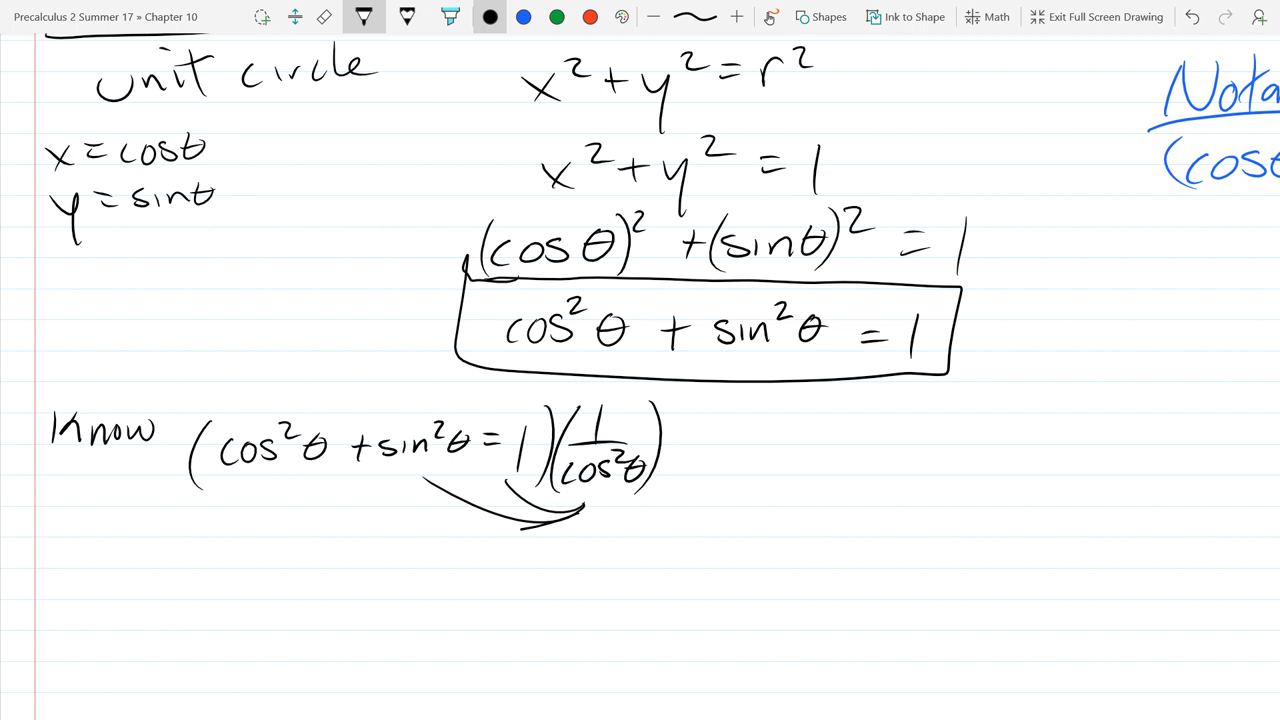 Precalculus 2 Summer 17 » Chapter 10
Shapes
Ink to Shape
Math
Exit Full Screen Drawing
unit circle
x² + y² = r²
x = cosθ
y = sinθ
x² + y² = 1
(cosθ)² + (sinθ)² = 1
cos²θ + sin²θ = 1
Know (cos²θ + sin²θ = 1)(1/cos²θ)
Nota
(cosθ